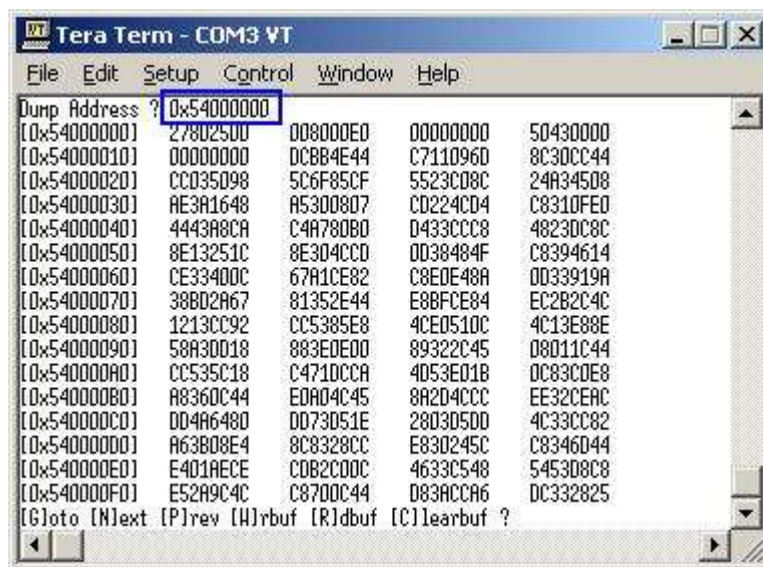 Tera Term - COM3 VT
File Edit Setup Control Window Help
Dump Address ? 0x54000000
[0x54000000] 27802500 008000E0 00000000 50430000
[0x54000010] 00000000 DCBB4E44 C711096D 8C30CC44
[0x54000020] CC035098 5C6F85CF 5523C08C 24A34508
[0x54000030] AE3A1648 A5300807 CD224CD4 C8310FE0
[0x54000040] 4443A8CA C4A780B0 D433CCC8 4823DC8C
[0x54000050] 8E13251C 8E304CCD 0D38484F C8394614
[0x54000060] CE33400C 67A1CE82 C8E0E48A 0D33919A
[0x54000070] 38BD2A67 81352E44 E8BFCE84 EC2B2C4C
[0x54000080] 1213CC92 CC5385E8 4CE0510C 4C13E88E
[0x54000090] 58A30D18 883E0E00 89322C45 08011C44
[0x540000A0] CC535C18 C4710CCA 4D53E01B 0C83C0E8
[0x540000B0] A8360C44 E0A04C45 8A2D4CCC EE32CEAC
[0x540000C0] DD4A6480 DD73D51E 2803D500 4C33CC82
[0x540000D0] A63B08E4 8C8328CC E830245C C8346D44
[0x540000E0] E401AECE CDB2C00C 4633C548 5453D8C8
[0x540000F0] E52A9C4C C8700C44 D83ACCA6 DC332825
[G]oto [N]ext [P]rev [W]rbuf [R]dbuf [C]learbuf ?